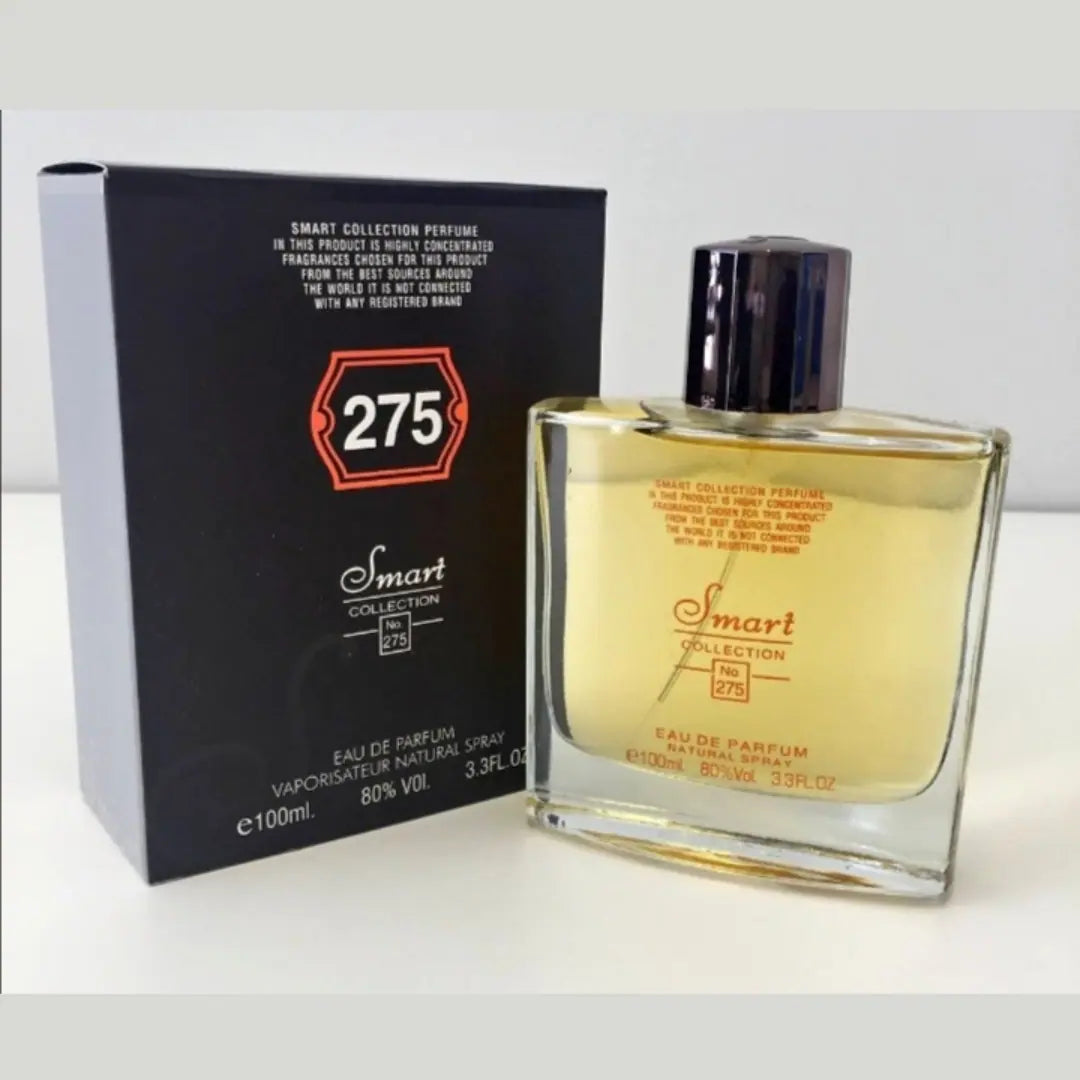 SMART COLLECTION PERFUME
IN THIS PRODUCT IS HIGHLY CONCENTRATED
FRAGRANCES CHOSEN FOR THIS PRODUCT
FROM THE BEST SOURCES AROUND
THE WORLD IT IS NOT CONNECTED
WITH ANY REGISTERED BRAND
275
Smart
COLLECTION
No.
275
EAU DE PARFUM
VAPORISATEUR NATURAL SPRAY
e100ml. 80% VOl. 3.3FL.OZ
SMART COLLECTION PERFUME
IN THIS PRODUCT IS HIGHLY CONCENTRATED
FRAGRANCES CHOSEN FOR THIS PRODUCT
FROM THE BEST SOURCES AROUND
THE WORLD IT IS NOT CONNECTED
WITH ANY REGISTERED BRAND
Smart
COLLECTION
No
275
EAU DE PARFUM
NATURAL SPRAY
e100ml. 80%Vol. 3.3FL.OZ